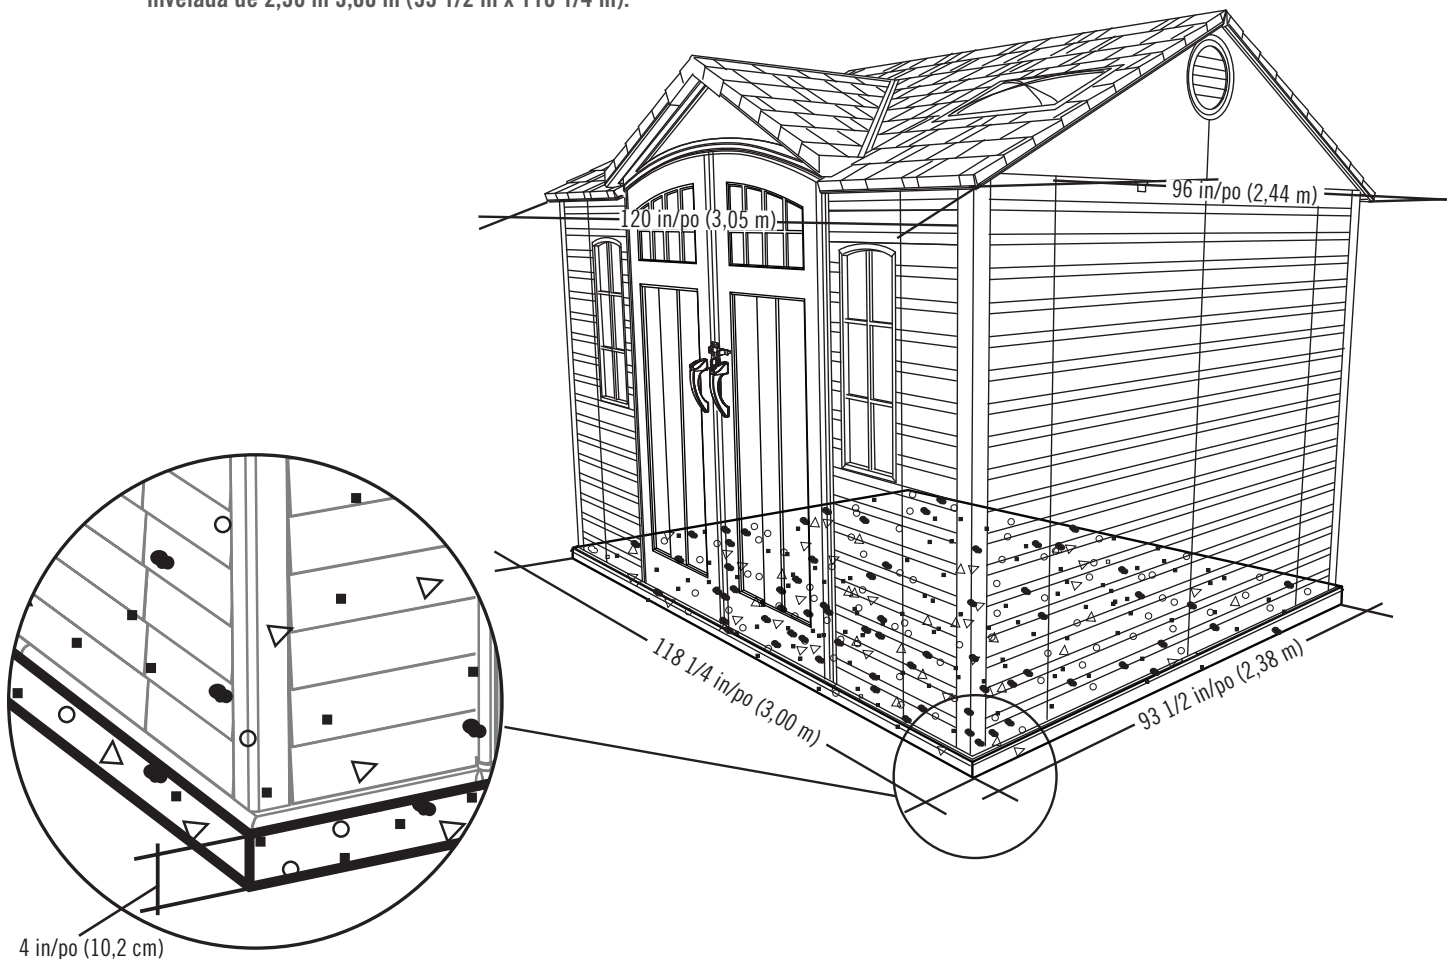 96 in/po (2,44 m)
120 in/po (3,05 m)
118 1/4 in/po (3,00 m)
93 1/2 in/po (2,38 m)
4 in/po (10,2 cm)